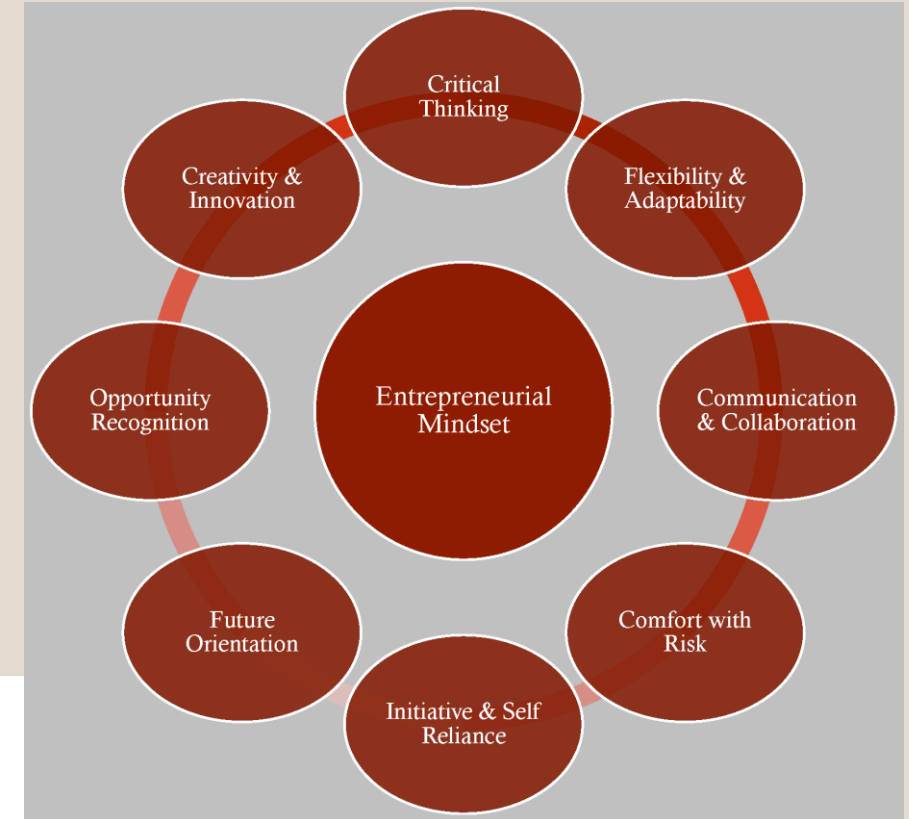 Critical
Thinking
Flexibility &
Adaptability
Communication
& Collaboration
Comfort with
Risk
Initiative & Self
Reliance
Future
Orientation
Opportunity
Recognition
Creativity &
Innovation
Entrepreneurial
Mindset